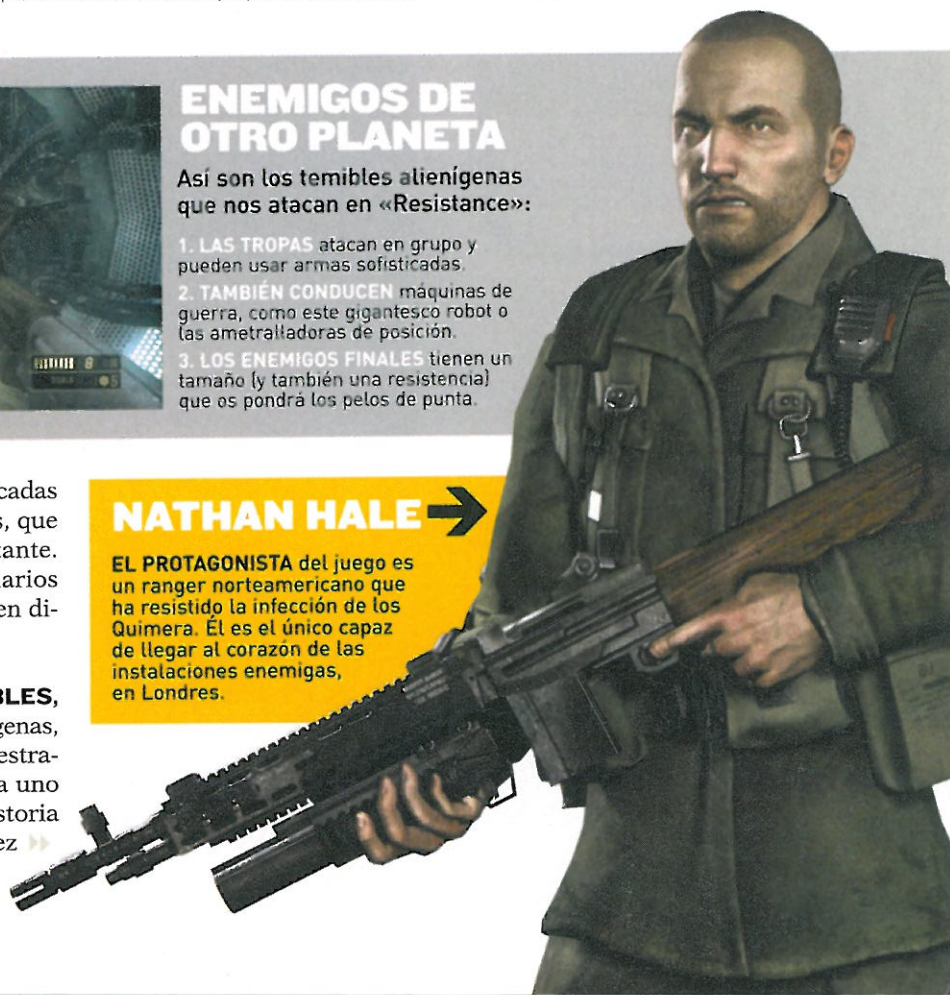 ENEMIGOS DE
OTRO PLANETA
Así son los temibles alienígenas
que nos atacan en «Resistance»:
1. LAS TROPAS atacan en grupo y
pueden usar armas sofisticadas.
2. TAMBIÉN CONDUCEN máquinas de
guerra, como este gigantesco robot o
las ametralladoras de posición.
3. LOS ENEMIGOS FINALES tienen un
tamaño (y también una resistencia)
que os pondrá los pelos de punta.
cadas
s, que
tante.
arios
en di-
BLES,
genas,
estra-
a uno
storia
ez
NATHAN HALE
EL PROTAGONISTA del juego es
un ranger norteamericano que
ha resistido la infección de los
Quimera. Él es el único capaz
de llegar al corazón de las
instalaciones enemigas,
en Londres.